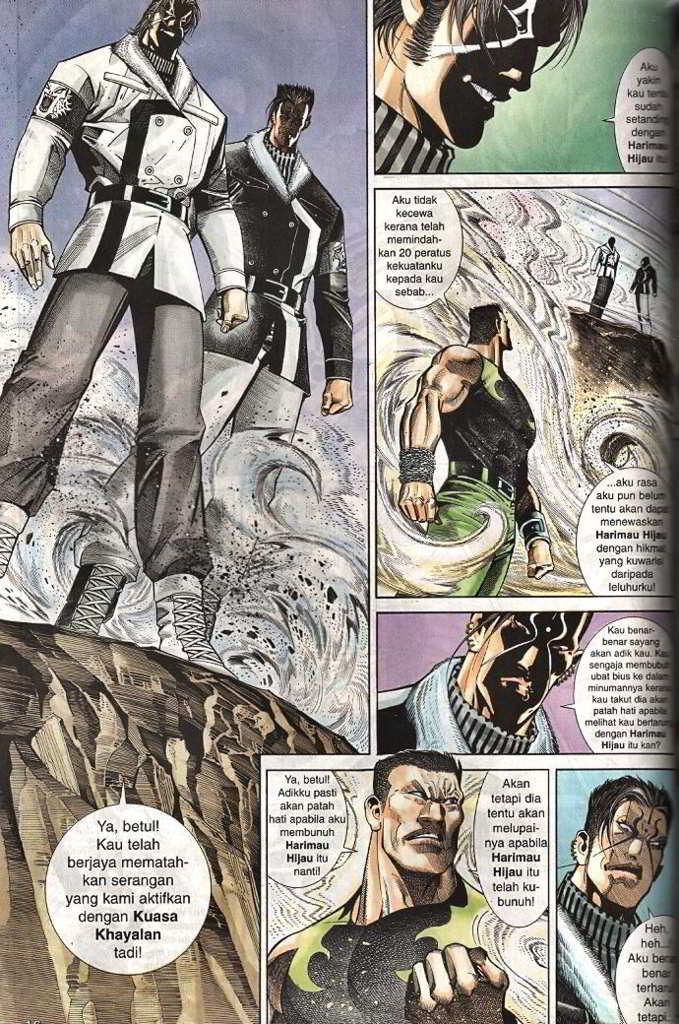 Ya, betul!
Kau telah
berjaya mematah-
kan serangan
yang kami aktifkan
dengan Kuasa
Khayalan
tadi!
Aku
yakin
kau tentu
sudah
setanding
dengan
Harimau
Hijau itu
Aku tidak
kecewa
kerana telah
memindah-
kan 20 peratus
kekuatanku
kepada kau
sebab...
...aku rasa
aku pun belum
tentu akan dapat
menewaskan
Harimau Hijau
dengan hikmat
yang kuwarisi
daripada
leluhurku!
Kau benar-
benar sayang
akan adik kau. Kau
sengaja membubuh
ubat bius ke dalam
minumannya kerana
kau takut dia akan
patah hati apabila
melihat kau bertarung
dengan Harimau
Hijau itu kan?
Ya, betul!
Adikku pasti
akan patah
hati apabila aku
membunuh
Harimau
Hijau itu
nanti!
Akan
tetapi dia
tentu akan
melupai-
nya apabila
Harimau
Hijau itu
telah ku-
bunuh!
Heh,
heh...
Aku benar-
benar
Akan
tetapi